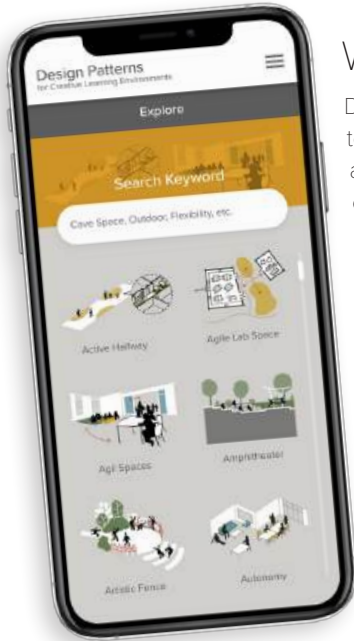 Design Patterns
for Creative Learning Environments
Explore
Search Keyword
Cave Space, Outdoor, Flexibility, etc.
Active Hallway
Agile Lab Space
Agil Spaces
Amphitheater
Artistic Fence
Autonomy